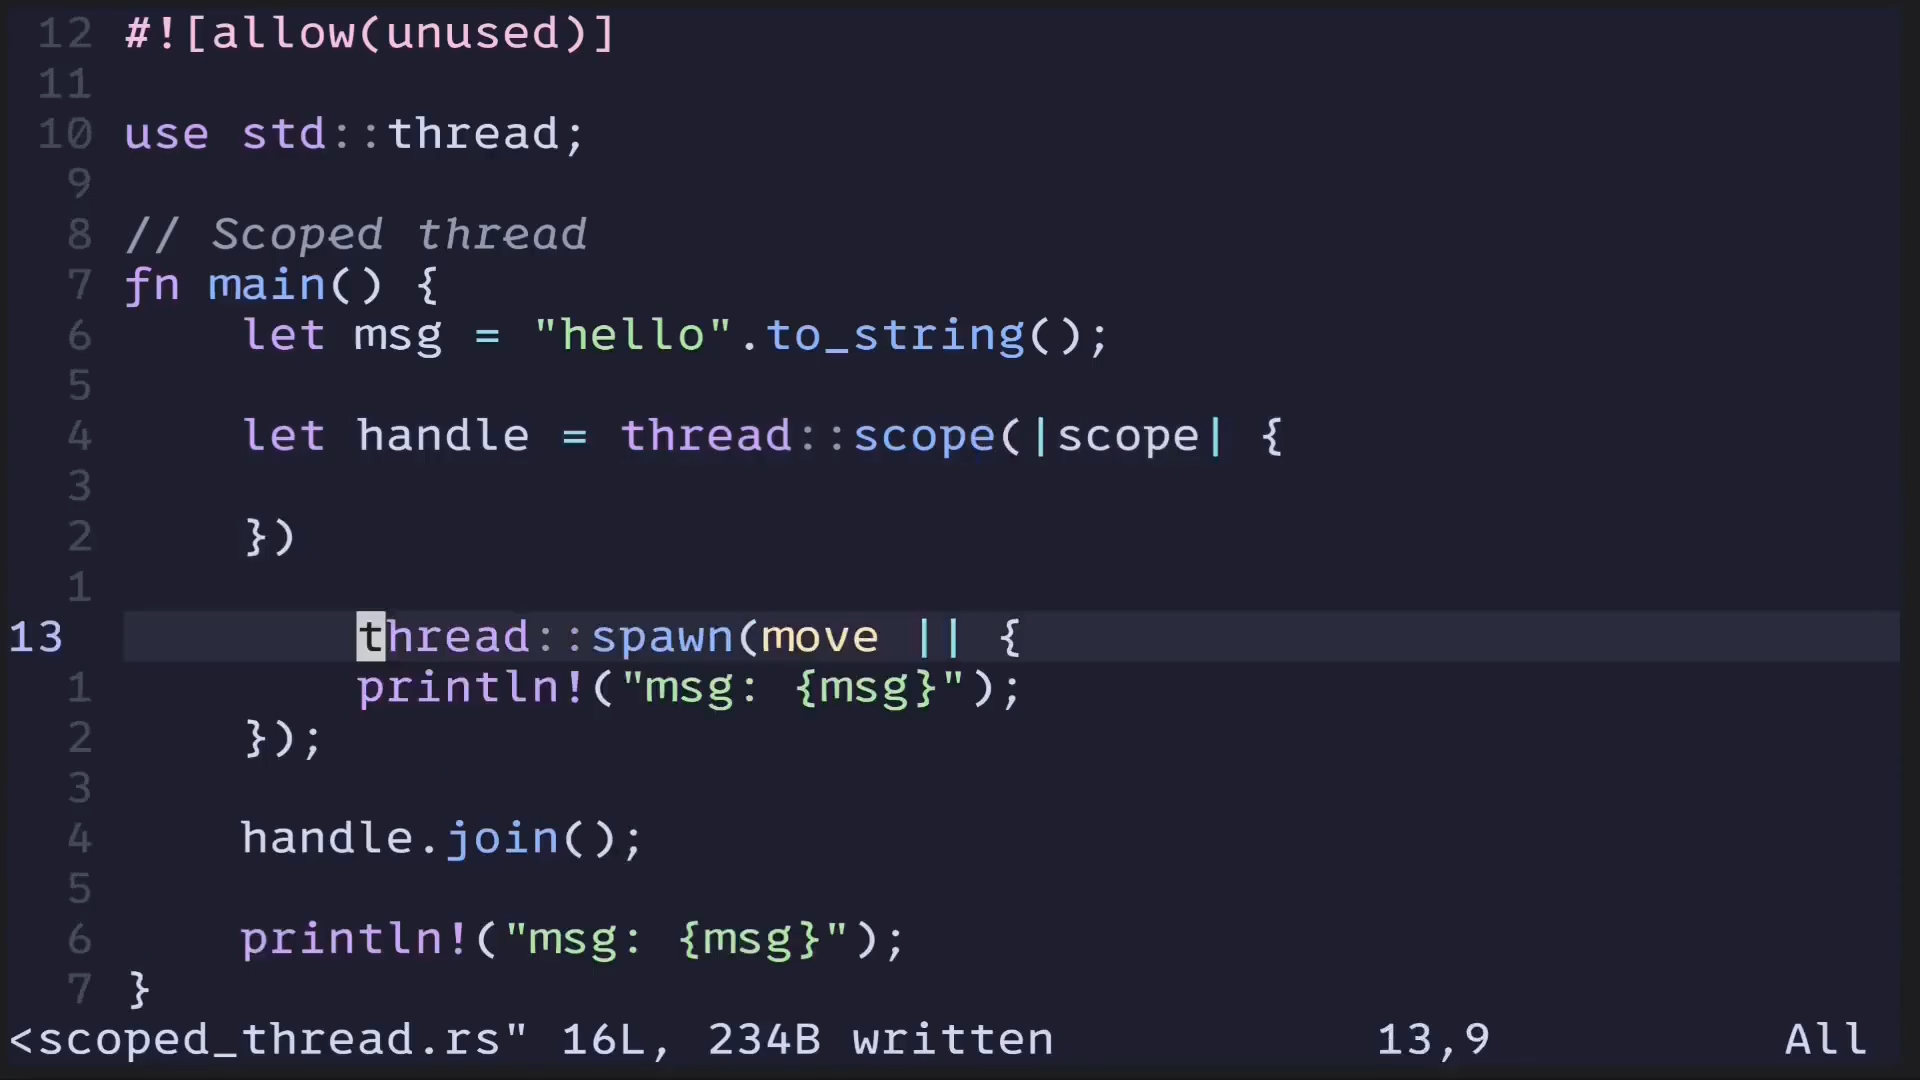 12 #![allow(unused)]
11
10 use std::thread;
9
8 // Scoped thread
7 fn main() {
6     let msg = "hello".to_string();
5
4     let handle = thread::scope(|scope| {
3
2     })
1
13         thread::spawn(move || {
1         println!("msg: {msg}");
2     });
3
4     handle.join();
5
6     println!("msg: {msg}");
7 }
<scoped_thread.rs" 16L, 234B written 13,9 All